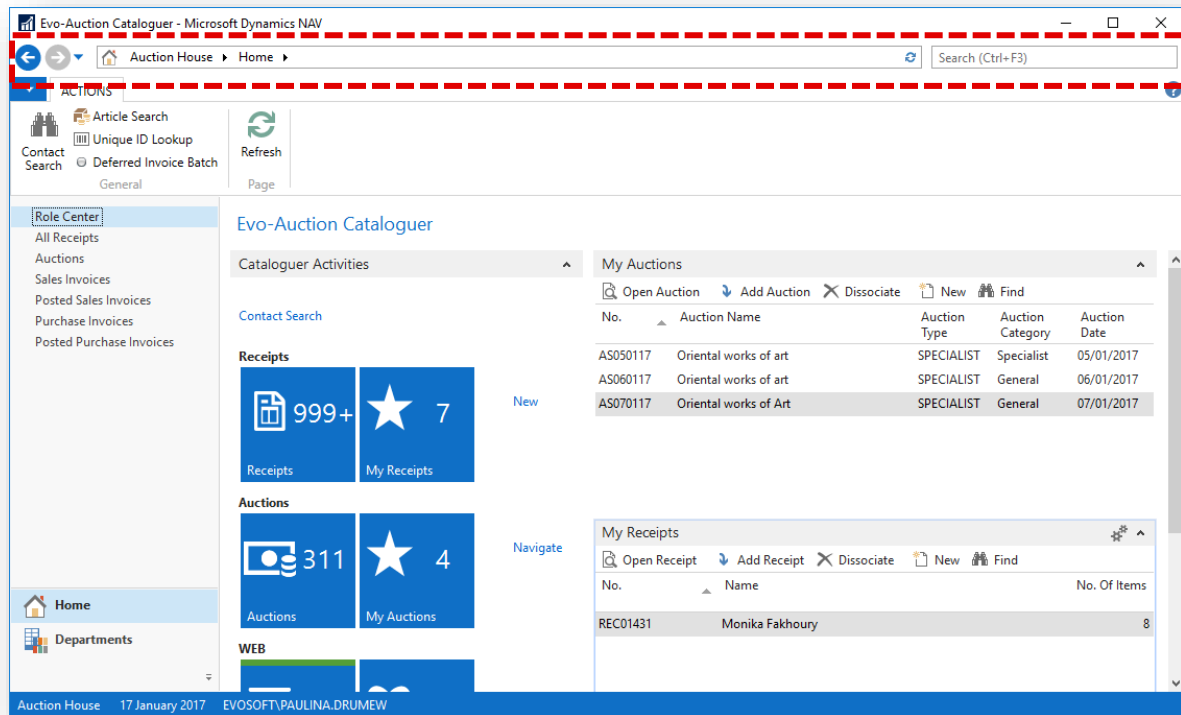 Evo-Auction Cataloguer - Microsoft Dynamics NAV
Auction House Home
Search (Ctrl+F3)
ACTIONS
Contact Search
Article Search
Unique ID Lookup
Deferred Invoice Batch
General
Refresh
Page
Role Center
All Receipts
Auctions
Sales Invoices
Posted Sales Invoices
Purchase Invoices
Posted Purchase Invoices
Home
Departments
Evo-Auction Cataloguer
Cataloguer Activities
Contact Search
Receipts
999+
Receipts
7
My Receipts
New
Auctions
311
Auctions
4
My Auctions
Navigate
WEB
My Auctions
Open Auction Add Auction Dissociate New Find
No. Auction Name Auction Type Auction Category Auction Date
AS050117 Oriental works of art SPECIALIST Specialist 05/01/2017
AS060117 Oriental works of art SPECIALIST General 06/01/2017
AS070117 Oriental works of Art SPECIALIST General 07/01/2017
My Receipts
Open Receipt Add Receipt Dissociate New Find
No. Name No. Of Items
REC01431 Monika Fakhoury 8
Auction House 17 January 2017 EVOSOFT\PAULINA.DRUMEW